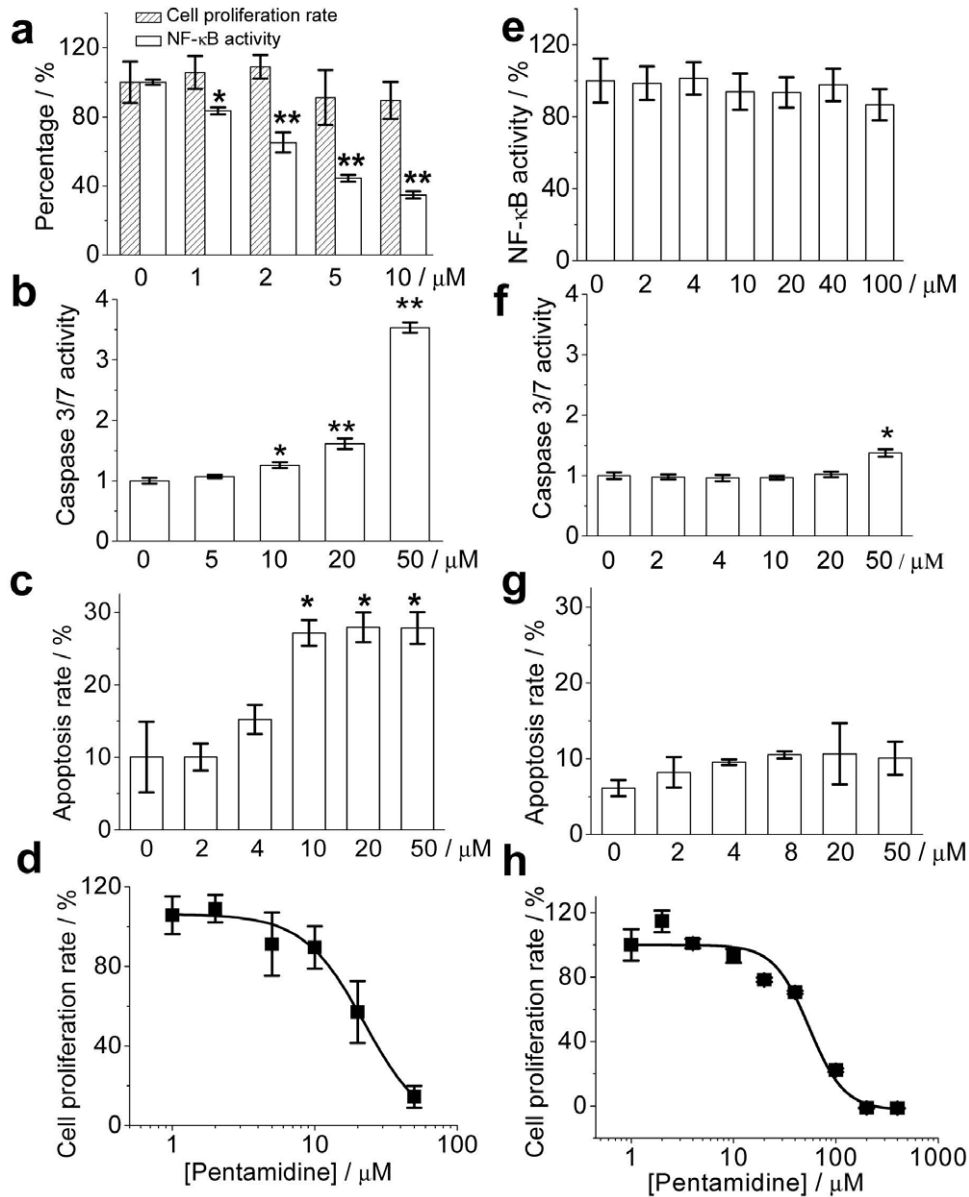 a
Cell proliferation rate
NF-κB activity
Percentage / %
120
80
40
0
*
**
**
**
0 1 2 5 10 / μM
b
Caspase 3/7 activity
4
3
2
1
0
*
**
**
0 5 10 20 50 / μM
c
Apoptosis rate / %
30
20
10
0
*
*
*
0 2 4 10 20 50 / μM
d
Cell proliferation rate / %
120
80
40
0
1 10 100
[Pentamidine] / μM
e
NF-κB activity / %
120
80
40
0
0 2 4 10 20 40 100 / μM
f
Caspase 3/7 activity
4
3
2
1
0
*
0 2 4 10 20 50 / μM
g
Apoptosis rate / %
30
20
10
0
0 2 4 8 20 50 / μM
h
Cell proliferation rate / %
120
80
40
0
1 10 100 1000
[Pentamidine] / μM